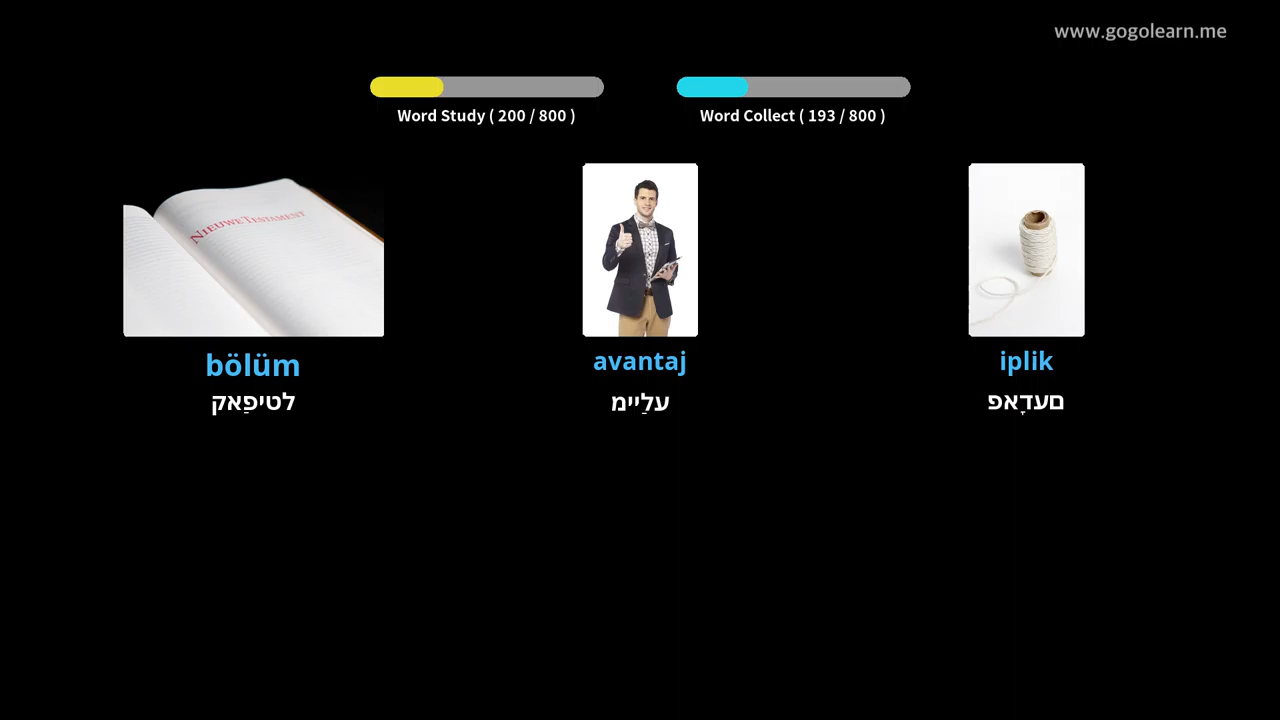 www.gogolearn.me
Word Study ( 200 / 800 )
Word Collect ( 193 / 800 )
NIEUWE TESTAMENT
bölüm
לטיפַאק
avantaj
עלַיימ
iplik
םעדָאפ